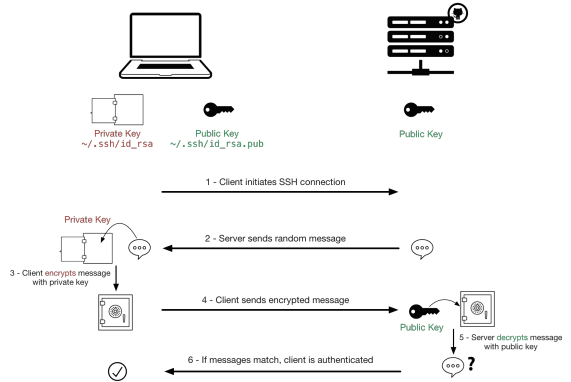 Private Key
~/.ssh/id_rsa
Public Key
~/.ssh/id_rsa.pub
Public Key
1 - Client initiates SSH connection
Private Key
2 - Server sends random message
3 - Client encrypts message
with private key
4 - Client sends encrypted message
Public Key
5 - Server decrypts message
with public key
6 - If messages match, client is authenticated
?